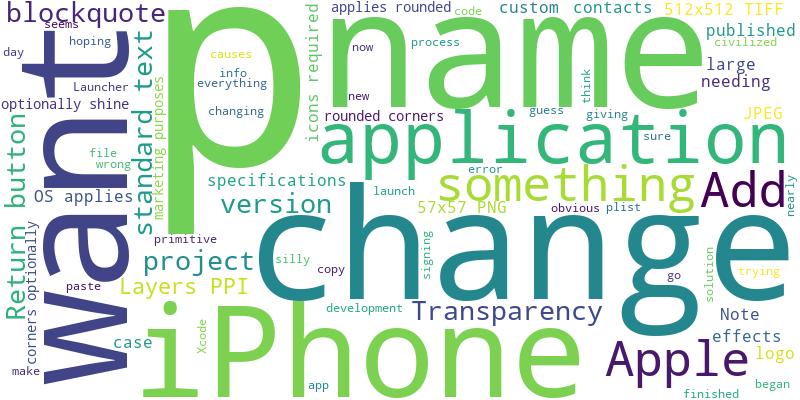 blockquote
seems
hoping
day
Launcher
optionally shine
want
file
wrong
OS applies
Return button
corners optionally
paste
make
case
standard text
marketing purposes
p
causes
info
everything
changing
primitive
specifications
version
project
silly
copy
Layers PPI
iPhone
Xcode
app
development
icons required
applies rounded
code
now
process
new
rounded corners
name
custom contacts
512x512 TIFF
published
civilized
large
needing
think
guess
giving
JPEG
sure
application
error
launch
something
57x57 PNG
obvious
plist
Add
nearly
change
signing
go
solution
trying
Transparency
Note
effects
Apple
logo
began
finished